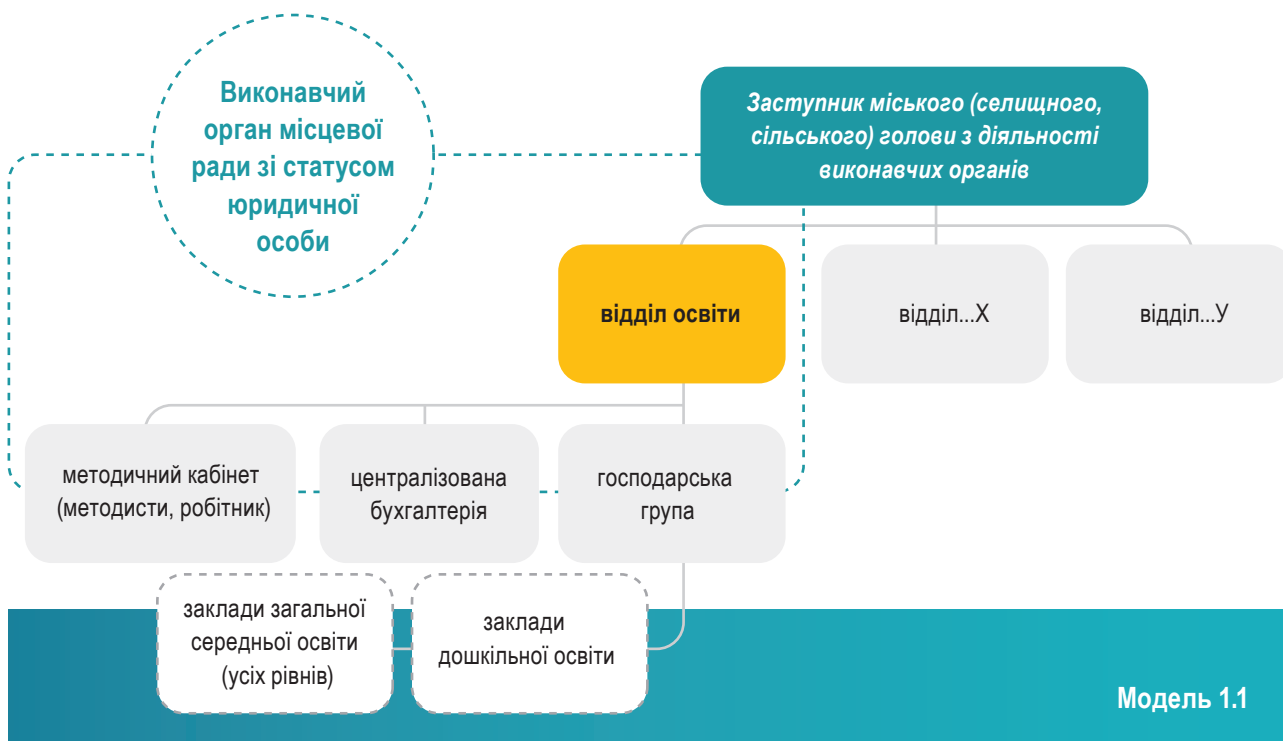 Виконавчий
орган місцевої
ради зі статусом
юридичної
особи
Заступник міського (селищного,
сільського) голови з діяльності
виконавчих органів
відділ освіти
відділ...Х
відділ...У
методичний кабінет
(методисти, робітник)
централізована
бухгалтерія
господарська
група
заклади загальної
середньої освіти
(усіх рівнів)
заклади
дошкільної освіти
Модель 1.1